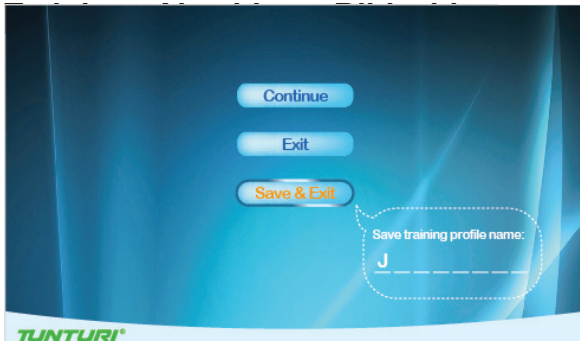 Continue
Exit
Save & Exit
Save training profile name:
J _ _ _ _ _ _ _
TUNTURI®